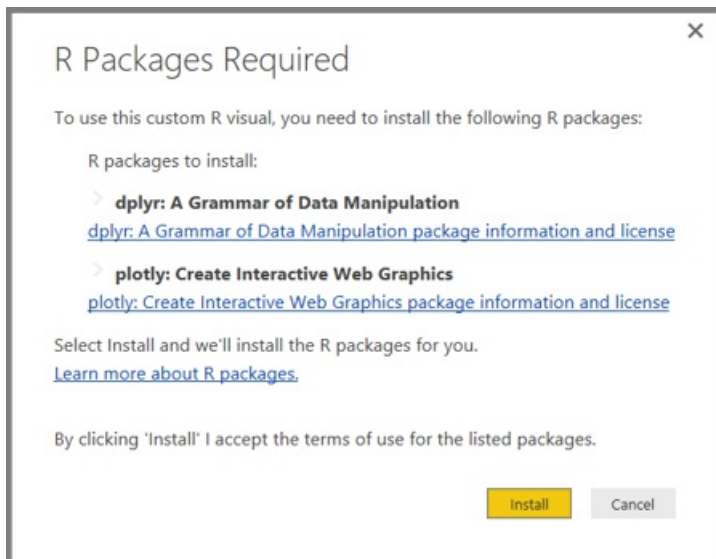 R Packages Required
To use this custom R visual, you need to install the following R packages:
R packages to install:
dplyr: A Grammar of Data Manipulation
dplyr: A Grammar of Data Manipulation package information and license
plotly: Create Interactive Web Graphics
plotly: Create Interactive Web Graphics package information and license
Select Install and we'll install the R packages for you.
Learn more about R packages.
By clicking 'Install' I accept the terms of use for the listed packages.
Install Cancel